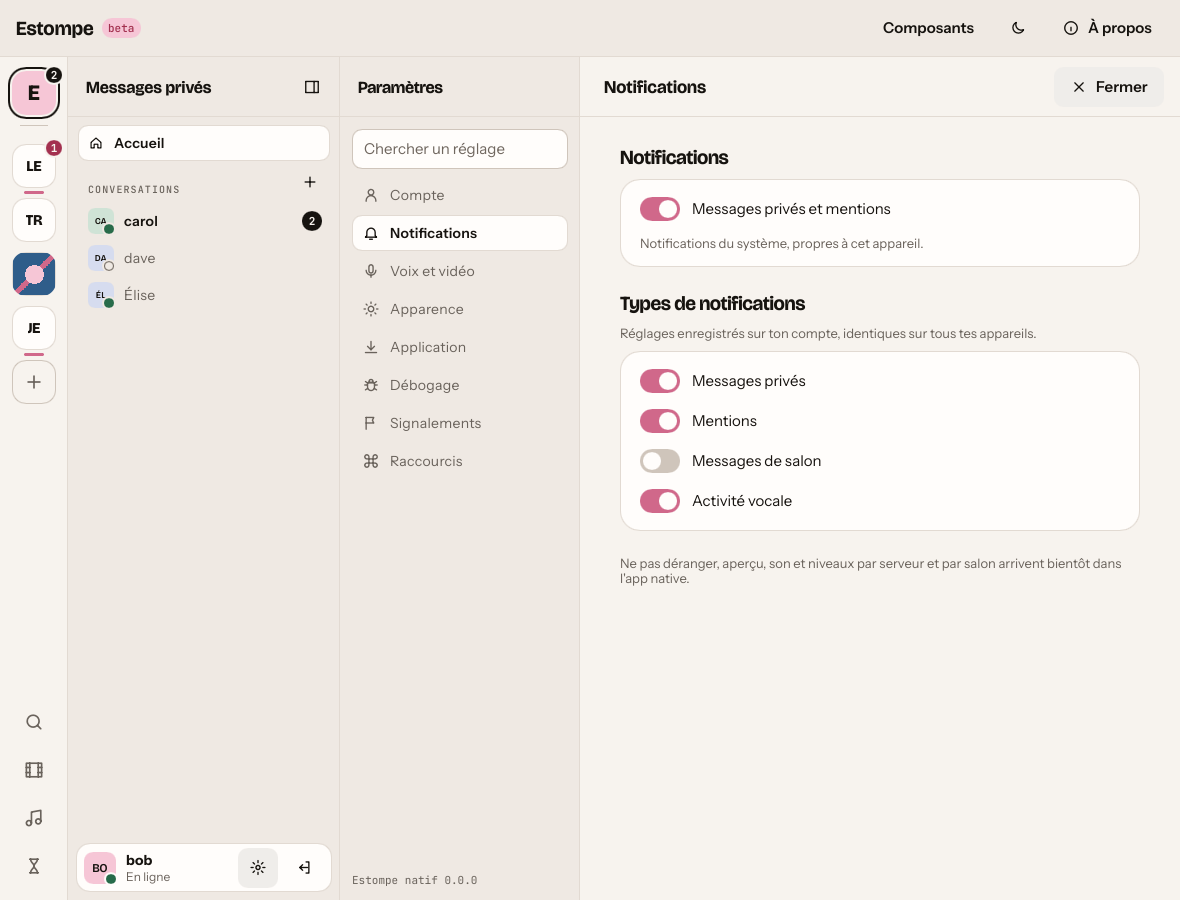 Estompe beta
Composants
À propos
E 2
LE 1
TR
JE
Messages privés
Accueil
CONVERSATIONS
CA carol 2
DA dave
ÉL Élise
BO bob
En ligne
Paramètres
Chercher un réglage
Compte
Notifications
Voix et vidéo
Apparence
Application
Débogage
Signalements
Raccourcis
Estompe natif 0.0.0
Notifications
Fermer
Notifications
Messages privés et mentions
Notifications du système, propres à cet appareil.
Types de notifications
Réglages enregistrés sur ton compte, identiques sur tous tes appareils.
Messages privés
Mentions
Messages de salon
Activité vocale
Ne pas déranger, aperçu, son et niveaux par serveur et par salon arrivent bientôt dans
l'app native.